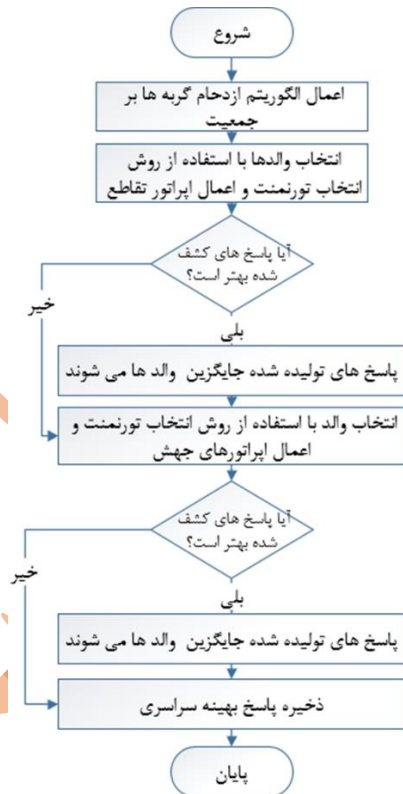 شروع
اعمال الگوریتم ازدحام گربه ها بر
جمعیت
انتخاب والدها با استفاده از روش
انتخاب تورنمنت و اعمال اپراتور تقاطع
آیا پاسخ های کشف
شده بهتر است؟
خیر
بلی
پاسخ های تولیده شده جایگزین والد ها می شوند
انتخاب والد با استفاده از روش انتخاب تورنمنت و
اعمال اپراتورهای جهش
آیا پاسخ های کشف
شده بهتر است؟
خیر
بلی
پاسخ های تولیده شده جایگزین والد ها می شوند
ذخیره پاسخ بهینه سراسری
پایان